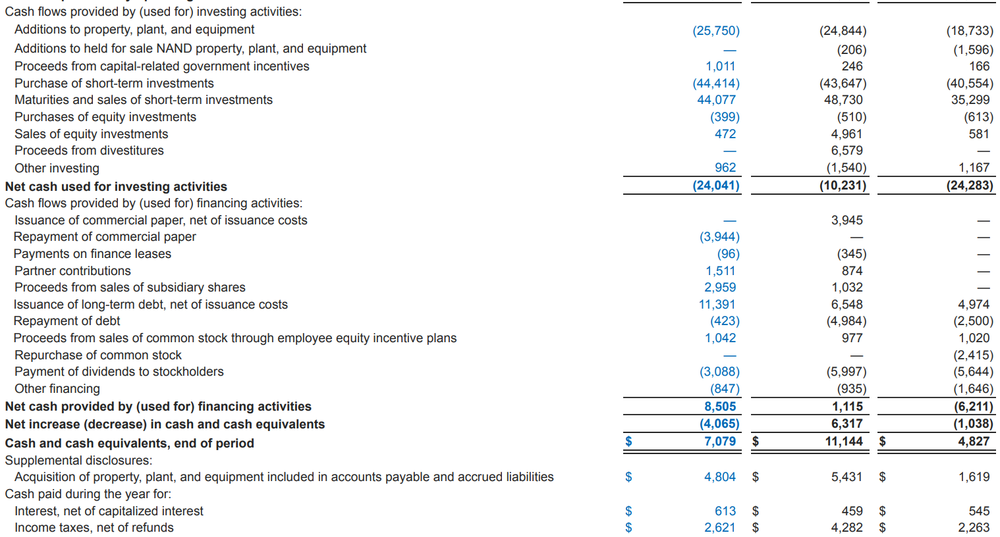 Cash flows provided by (used for) investing activities:
Additions to property, plant, and equipment (25,750) (24,844) (18,733)
Additions to held for sale NAND property, plant, and equipment — (206) (1,596)
Proceeds from capital-related government incentives 1,011 246 166
Purchase of short-term investments (44,414) (43,647) (40,554)
Maturities and sales of short-term investments 44,077 48,730 35,299
Purchases of equity investments (399) (510) (613)
Sales of equity investments 472 4,961 581
Proceeds from divestitures — 6,579 —
Other investing 962 (1,540) 1,167
Net cash used for investing activities (24,041) (10,231) (24,283)
Cash flows provided by (used for) financing activities:
Issuance of commercial paper, net of issuance costs — 3,945 —
Repayment of commercial paper (3,944) — —
Payments on finance leases (96) (345) —
Partner contributions 1,511 874 —
Proceeds from sales of subsidiary shares 2,959 1,032 —
Issuance of long-term debt, net of issuance costs 11,391 6,548 4,974
Repayment of debt (423) (4,984) (2,500)
Proceeds from sales of common stock through employee equity incentive plans 1,042 977 1,020
Repurchase of common stock — — (2,415)
Payment of dividends to stockholders (3,088) (5,997) (5,644)
Other financing (847) (935) (1,646)
Net cash provided by (used for) financing activities 8,505 1,115 (6,211)
Net increase (decrease) in cash and cash equivalents (4,065) 6,317 (1,038)
Cash and cash equivalents, end of period $ 7,079 $ 11,144 $ 4,827
Supplemental disclosures:
Acquisition of property, plant, and equipment included in accounts payable and accrued liabilities $ 4,804 $ 5,431 $ 1,619
Cash paid during the year for:
Interest, net of capitalized interest $ 613 $ 459 $ 545
Income taxes, net of refunds $ 2,621 $ 4,282 $ 2,263